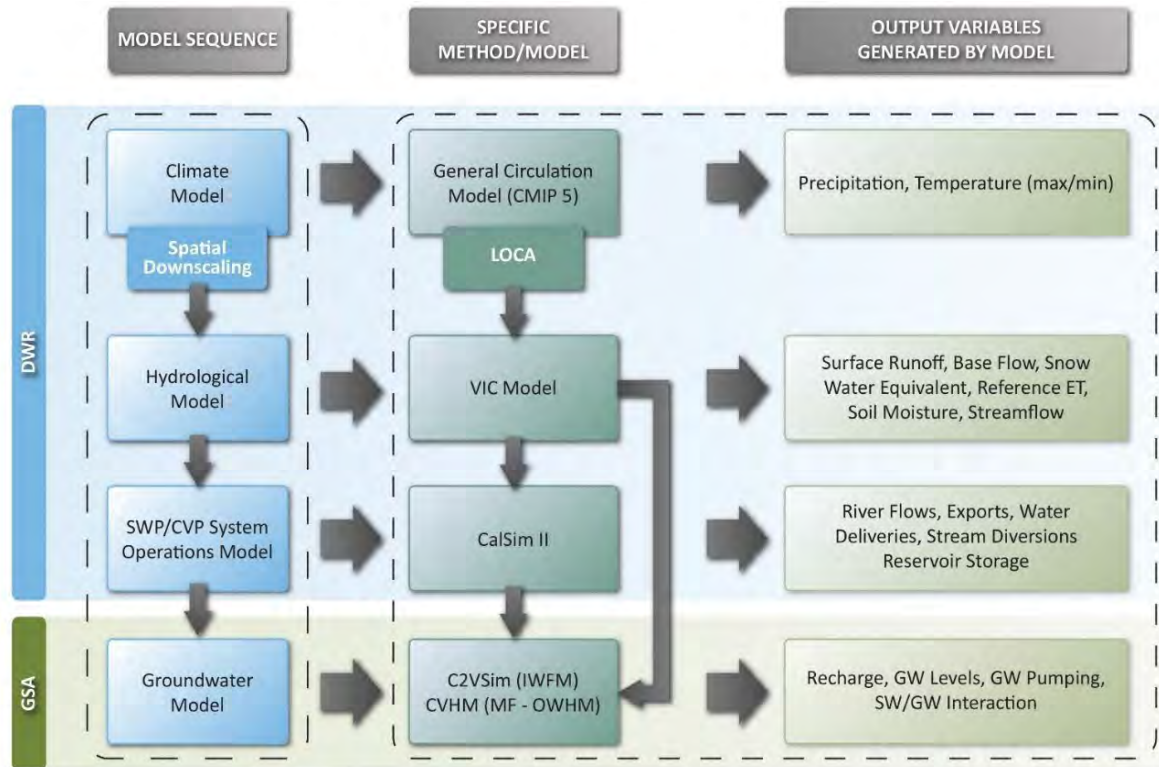 MODEL SEQUENCE
SPECIFIC
METHOD/MODEL
OUTPUT VARIABLES
GENERATED BY MODEL
DWR
Climate
Model
General Circulation
Model (CMIP 5)
Precipitation, Temperature (max/min)
Spatial
Downscaling
LOCA
Hydrological
Model
VIC Model
Surface Runoff, Base Flow, Snow
Water Equivalent, Reference ET,
Soil Moisture, Streamflow
SWP/CVP System
Operations Model
CalSim II
River Flows, Exports, Water
Deliveries, Stream Diversions
Reservoir Storage
GSA
Groundwater
Model
C2VSim (IWFM)
CVHM (MF - OWHM)
Recharge, GW Levels, GW Pumping,
SW/GW Interaction